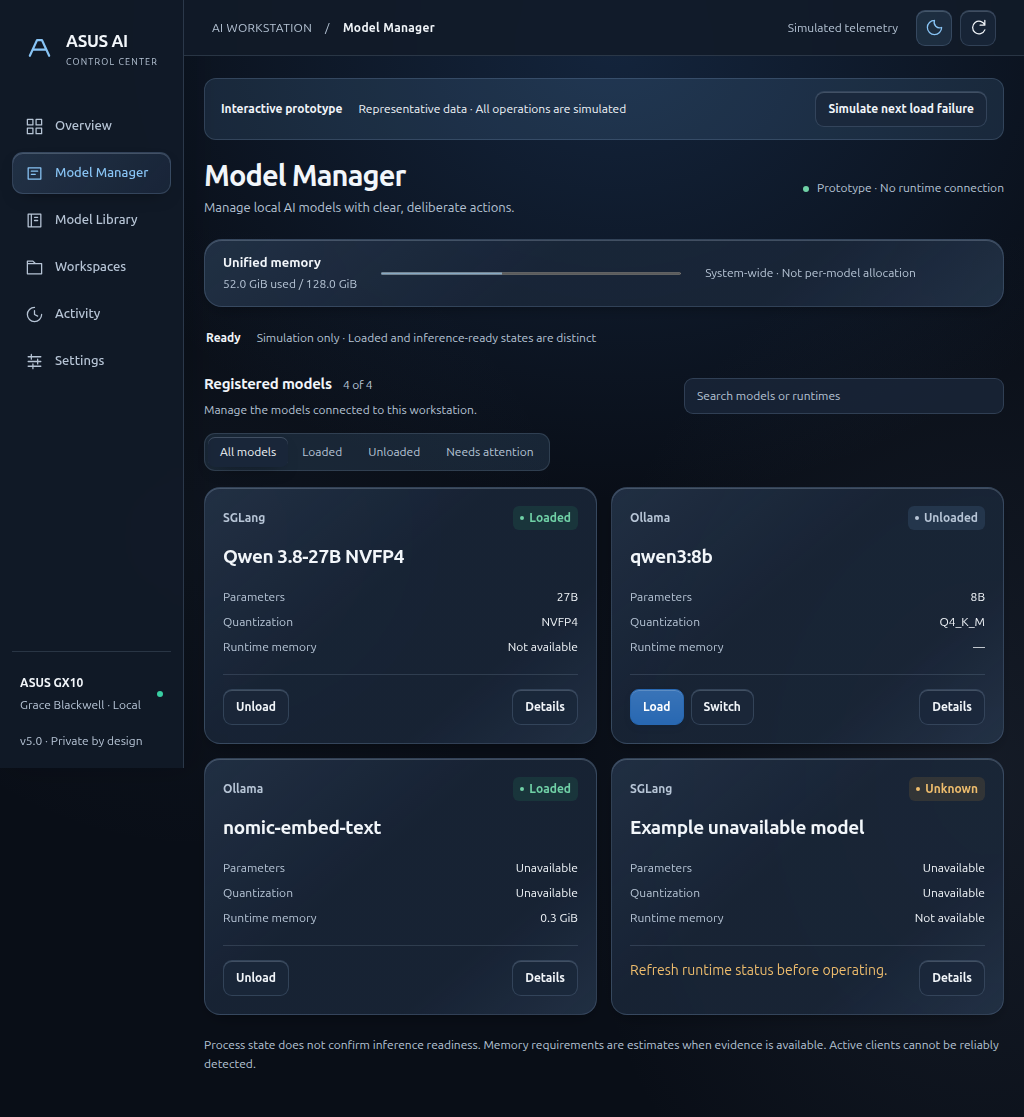 ASUS AI
CONTROL CENTER
Overview
Model Manager
Model Library
Workspaces
Activity
Settings
ASUS GX10
Grace Blackwell · Local
v5.0 · Private by design
AI WORKSTATION / Model Manager
Simulated telemetry
Interactive prototype Representative data · All operations are simulated
Simulate next load failure
Model Manager
Manage local AI models with clear, deliberate actions.
Prototype · No runtime connection
Unified memory
52.0 GiB used / 128.0 GiB
System-wide · Not per-model allocation
Ready Simulation only · Loaded and inference-ready states are distinct
Registered models 4 of 4
Manage the models connected to this workstation.
Search models or runtimes
All models Loaded Unloaded Needs attention
SGLang • Loaded
Qwen 3.8-27B NVFP4
Parameters 27B
Quantization NVFP4
Runtime memory Not available
Unload Details
Ollama • Unloaded
qwen3:8b
Parameters 8B
Quantization Q4_K_M
Runtime memory —
Load Switch Details
Ollama • Loaded
nomic-embed-text
Parameters Unavailable
Quantization Unavailable
Runtime memory 0.3 GiB
Unload Details
SGLang • Unknown
Example unavailable model
Parameters Unavailable
Quantization Unavailable
Runtime memory Not available
Refresh runtime status before operating. Details
Process state does not confirm inference readiness. Memory requirements are estimates when evidence is available. Active clients cannot be reliably
detected.